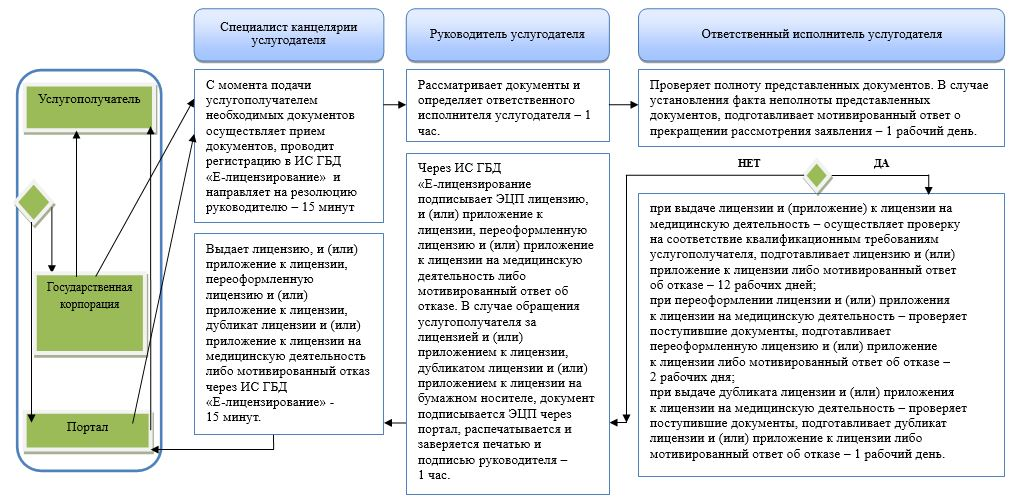 Специалист канцелярии
услугодателя
Руководитель услугодателя
Ответственный исполнитель услугодателя
Услугополучатель
Государственная
корпорация
Портал
С момента подачи
услугополучателем
необходимых документов
осуществляет прием
документов, проводит
регистрацию в ИС ГБД
«Е-лицензирование» и
направляет на резолюцию
руководителю – 15 минут
Рассматривает документы и
определяет ответственного
исполнителя услугодателя – 1
час.
Проверяет полноту представленных документов. В случае
установления факта неполноты представленных
документов, подготавливает мотивированный ответ о
прекращении рассмотрения заявления – 1 рабочий день.
НЕТ
ДА
Выдает лицензию, и (или)
приложение к лицензии,
переоформленную
лицензию и (или)
приложение к лицензии,
дубликат лицензии и (или)
приложение к лицензии на
медицинскую деятельность
либо мотивированный отказ
через ИС ГБД
«Е-лицензирование» -
15 минут.
Через ИС ГБД
«Е-лицензирование
подписывает ЭЦП лицензию,
и (или) приложение к
лицензии, переоформленную
лицензию и (или) приложение
к лицензии на медицинскую
деятельность либо
мотивированный ответ об
отказе. В случае обращения
услугополучателя за
лицензией и (или)
приложением к лицензии,
дубликатом лицензии и (или)
приложением к лицензии на
бумажном носителе, документ
подписывается ЭЦП через
портал, распечатывается и
заверяется печатью и
подписью руководителя –
1 час.
при выдаче лицензии и (приложение) к лицензии на
медицинскую деятельность – осуществляет проверку
на соответствие квалификационным требованиям
услугополучателя, подготавливает лицензию и (или)
приложение к лицензии либо мотивированный ответ
об отказе – 12 рабочих дней;
при переоформлении лицензии и (или) приложения
к лицензии на медицинскую деятельность – проверяет
поступившие документы, подготавливает
переоформленную лицензию и (или) приложение
к лицензии либо мотивированный ответ об отказе –
2 рабочих дня;
при выдаче дубликата лицензии и (или) приложения
к лицензии на медицинскую деятельность – проверяет
поступившие документы, подготавливает дубликат
лицензии и (или) приложение к лицензии либо
мотивированный ответ об отказе – 1 рабочий день.